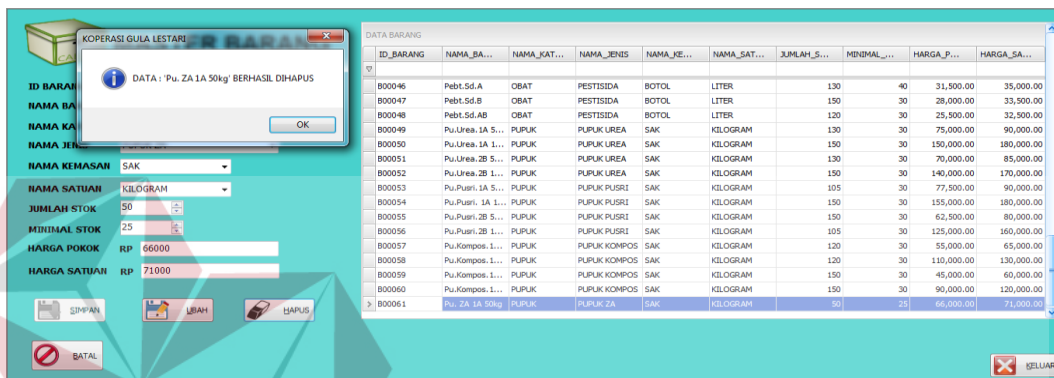 KOPERASI GULA LESTARI
MASTER BARANG
DATA : 'Pu. ZA 1A 50kg' BERHASIL DIHAPUS
OK
ID BARAN
NAMA BA
NAMA KA
NAMA JEN
NAMA KEMASAN SAK
NAMA SATUAN KILOGRAM
JUMLAH STOK 50
MINIMAL STOK 25
HARGA POKOK RP 66000
HARGA SATUAN RP 71000
SIMPAN UBAH HAPUS
BATAL
DATA BARANG
ID_BARANG NAMA_BA... NAMA_KAT... NAMA_JENIS NAMA_KE... NAMA_SAT... JUMLAH_S... MINIMAL_... HARGA_P... HARGA_SA...
B00046 Pebt.Sd.A OBAT PESTISIDA BOTOL LITER 130 40 31,500.00 35,000.00
B00047 Pebt.Sd.B OBAT PESTISIDA BOTOL LITER 150 30 28,000.00 33,500.00
B00048 Pebt.Sd.AB OBAT PESTISIDA BOTOL LITER 120 30 25,500.00 32,500.00
B00049 Pu.Urea.1A 5... PUPUK PUPUK UREA SAK KILOGRAM 130 30 75,000.00 90,000.00
B00050 Pu.Urea.1A 1... PUPUK PUPUK UREA SAK KILOGRAM 150 30 150,000.00 180,000.00
B00051 Pu.Urea.2B 5... PUPUK PUPUK UREA SAK KILOGRAM 130 30 70,000.00 85,000.00
B00052 Pu.Urea.2B 1... PUPUK PUPUK UREA SAK KILOGRAM 150 30 140,000.00 170,000.00
B00053 Pu.Pusri.1A 5... PUPUK PUPUK PUSRI SAK KILOGRAM 105 30 77,500.00 90,000.00
B00054 Pu.Pusri. 1A 1... PUPUK PUPUK PUSRI SAK KILOGRAM 150 30 155,000.00 180,000.00
B00055 Pu.Pusri.2B 5... PUPUK PUPUK PUSRI SAK KILOGRAM 150 30 62,500.00 80,000.00
B00056 Pu.Pusri.2B 1... PUPUK PUPUK PUSRI SAK KILOGRAM 105 30 125,000.00 160,000.00
B00057 Pu.Kompos.1... PUPUK PUPUK KOMPOS SAK KILOGRAM 120 30 55,000.00 65,000.00
B00058 Pu.Kompos.1... PUPUK PUPUK KOMPOS SAK KILOGRAM 120 30 110,000.00 130,000.00
B00059 Pu.Kompos.1... PUPUK PUPUK KOMPOS SAK KILOGRAM 150 30 45,000.00 60,000.00
B00060 Pu.Kompos.1... PUPUK PUPUK KOMPOS SAK KILOGRAM 150 30 90,000.00 120,000.00
B00061 Pu. ZA 1A 50kg PUPUK PUPUK ZA SAK KILOGRAM 50 25 66,000.00 71,000.00
KELUAR